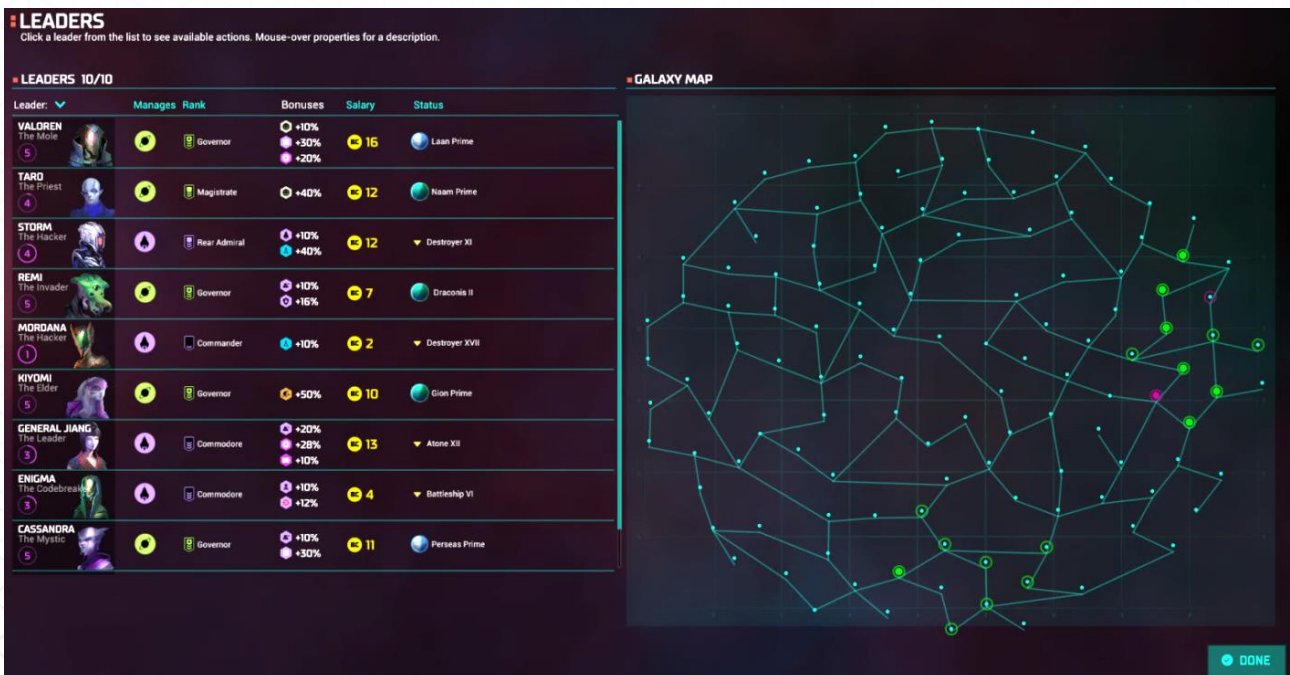 LEADERS
Click a leader from the list to see available actions. Mouse-over properties for a description.
LEADERS 10/10
GALAXY MAP
Leader: Manages Rank Bonuses Salary Status
VALOREN
The Mole
5
Governor
+10%
+30%
+20%
16
Laan Prime
TARO
The Priest
4
Magistrate
+40%
12
Naam Prime
STORM
The Hacker
4
Rear Admiral
+10%
+40%
12
Destroyer XI
REMI
The Invader
5
Governor
+10%
+16%
7
Draconis II
MORDANA
The Hacker
1
Commander
+10%
2
Destroyer XVII
KIYOMI
The Elder
5
Governor
+50%
10
Gion Prime
GENERAL JIANG
The Leader
3
Commodore
+20%
+28%
+10%
13
Atone XII
ENIGMA
The Codebreak
3
Commodore
+10%
+12%
4
Battleship VI
CASSANDRA
The Mystic
5
Governor
+10%
+30%
11
Perseas Prime
DONE